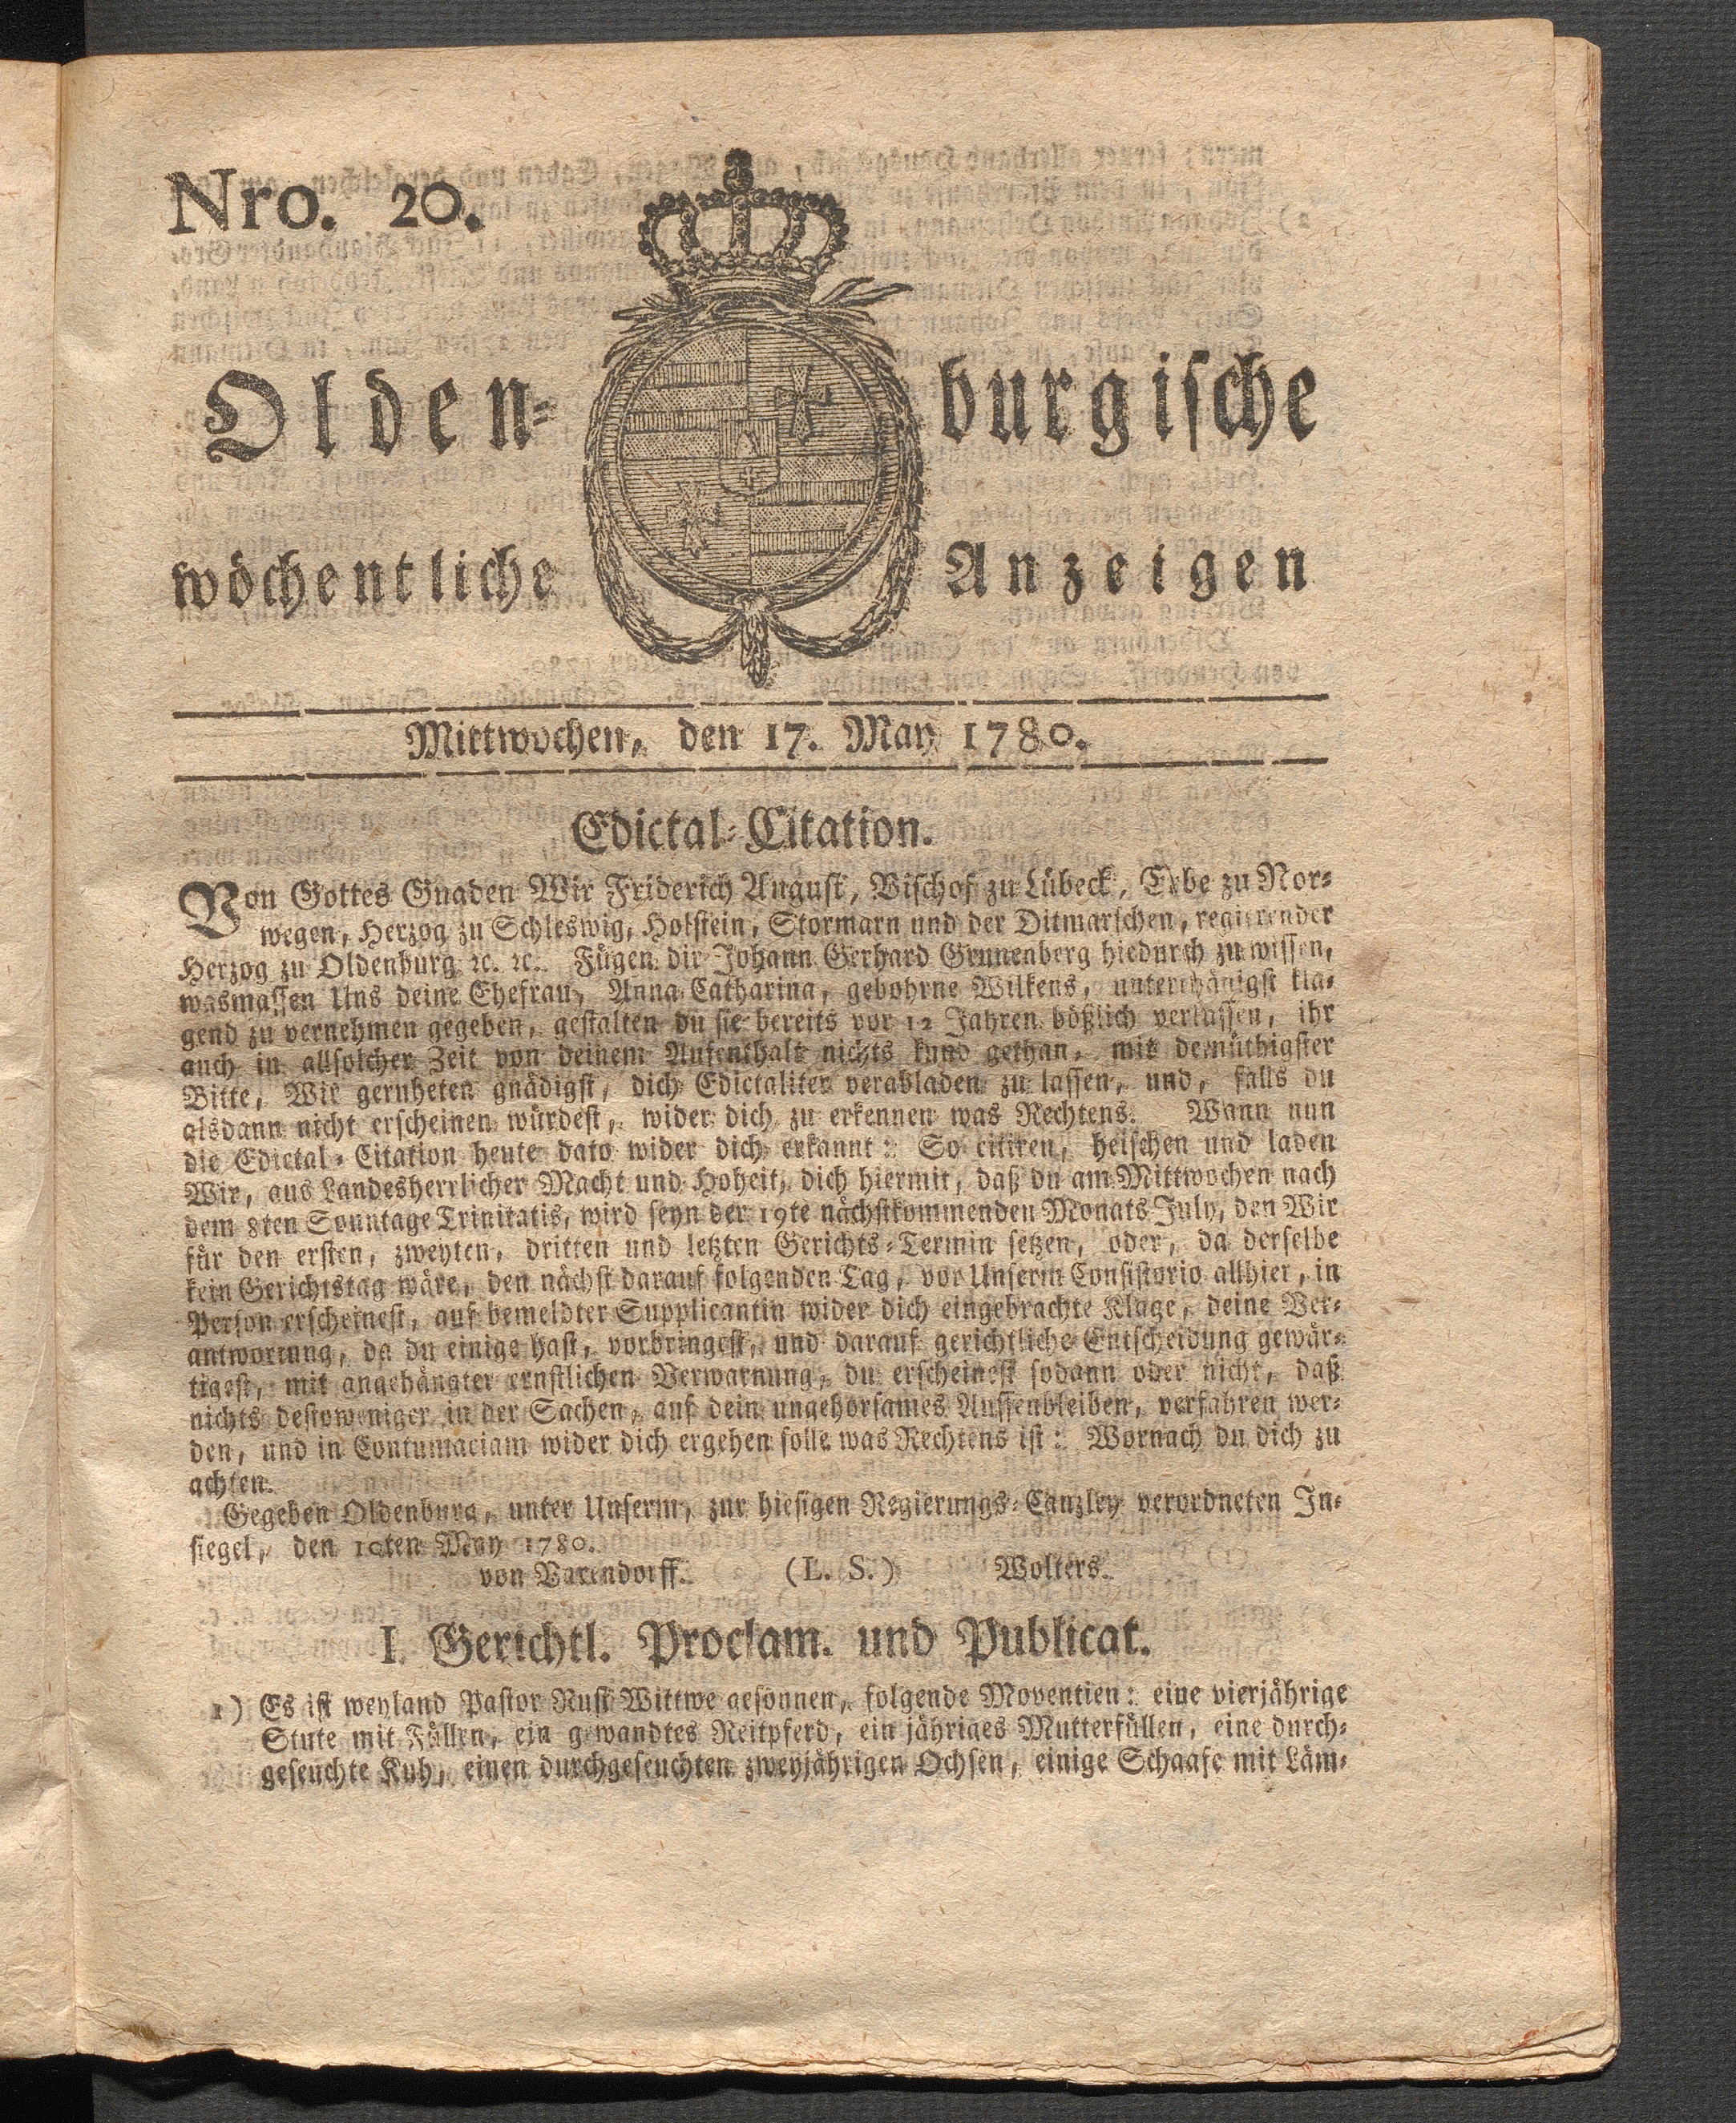 Nro. 20.
Olden-burgische
wöchentliche Anzeigen
Mittwochen, den 17. May 1780.
Edictal-Citation.
Von Gottes Gnaden Wir Friderich August, Bischof zu Lübeck, Erbe zu Nor-
wegen, Herzog zu Schleswig, Holstein, Stormarn und der Ditmarschen, regierender
Herzog zu Oldenburg ꝛc. ꝛc. Fügen dir Johann Gerhard Grunenberg hiedurch zu wissen,
wasmassen Uns deine Ehefrau, Anna Catharina, gebohrne Wilkens, unterthänigst kla-
gend zu vernehmen gegeben, gestalten du sie bereits vor 12 Jahren bößlich verlassen, ihr
auch in allsolcher Zeit von deinem Aufenthalt nichts kund gethan, mit demüthigster
Bitte, Wir geruheten gnädigst, dich Edictaliter verabladen zu lassen, und, falls du
alsdann nicht erscheinen würdest, wider dich zu erkennen was Rechtens. Wann nun
die Edictal-Citation heute dato wider dich erkannt: So citiren, heischen und laden
Wir, aus Landesherrlicher Macht und Hoheit, dich hiermit, daß du am Mittwochen nach
dem 8ten Sonntage Trinitatis, wird seyn der 19te nächstkommenden Monats July, den Wir
für den ersten, zweyten, dritten und letzten Gerichts-Termin setzen, oder, da derselbe
kein Gerichtstag wäre, den nächst darauf folgenden Tag, vor Unserm Consistorio allhier, in
Person erscheinest, auf bemeldter Supplicantin wider dich eingebrachte Klage, deine Ver-
antwortung, da du einige hast, vorbringest, und darauf gerichtliche Entscheidung gewär-
tigest, mit angehängter ernstlichen Verwarnung, du erscheinest sodann oder nicht, daß
nichts destoweniger in der Sachen, auf dein ungehorsames Aussenbleiben, verfahren wer-
den, und in Contumaciam wider dich ergehen solle was Rechtens ist: Wornach du dich zu
achten.
Gegeben Oldenburg, unter Unserm, zur hiesigen Regierungs-Canzley verordneten In-
siegel, den 10ten May 1780.
von Varendorff. (L. S.) Wolters.
I. Gerichtl. Proclam. und Publicat.
1) Es ist weyland Pastor Rust Wittwe gesonnen, folgende Moventien: eine vierjährige
Stute mit Füllen, ein gewandtes Reitpferd, ein jähriges Mutterfüllen, eine durch-
geseuchte Kuh, einen durchgeseuchten zweyjährigen Ochsen, einige Schaafe mit Läm-